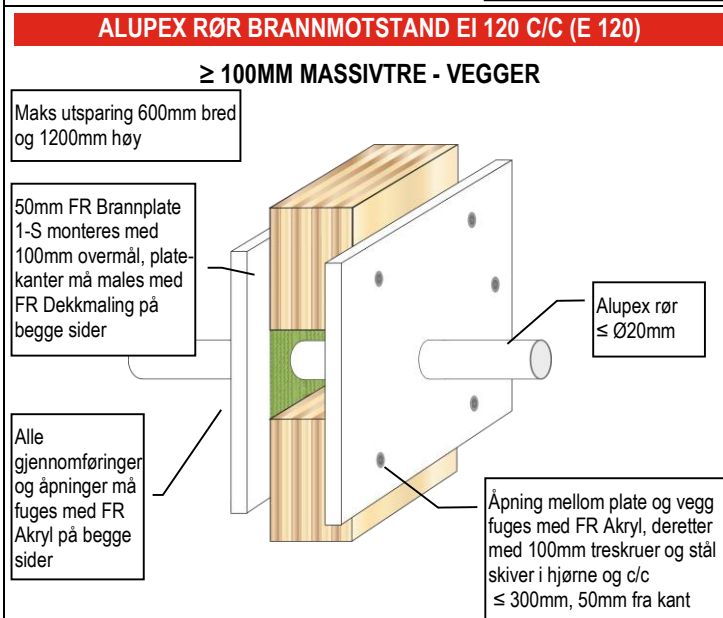 ALUPEX RØR BRANNMOTSTAND EI 120 C/C (E 120)
≥ 100MM MASSIVTRE - VEGGER
Maks utsparing 600mm bred
og 1200mm høy
50mm FR Brannplate
1-S monteres med
100mm overmål, plate-
kanter må males med
FR Dekkmaling på
begge sider
Alupex rør
≤ Ø20mm
Alle
gjennomføringer
og åpninger må
fuges med FR
Akryl på begge
sider
Åpning mellom plate og vegg
fuges med FR Akryl, deretter
med 100mm treskruer og stål
skiver i hjørne og c/c
≤ 300mm, 50mm fra kant